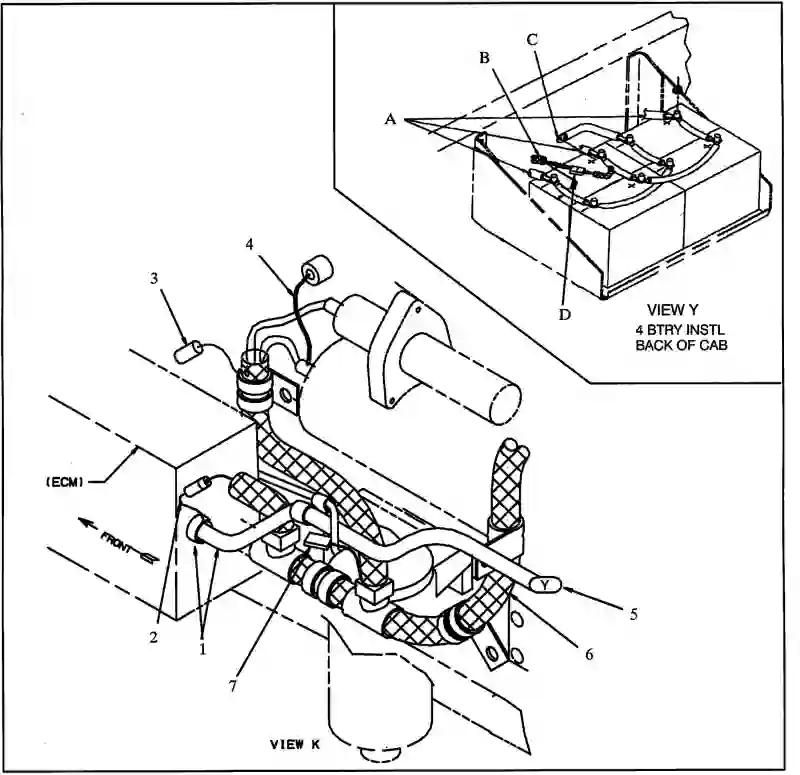 C
B
A
D
VIEW Y
4 BTRY INSTL
BACK OF CAB
4
3
(ECM)
FRONT
Y
5
2
1
6
7
VIEW K